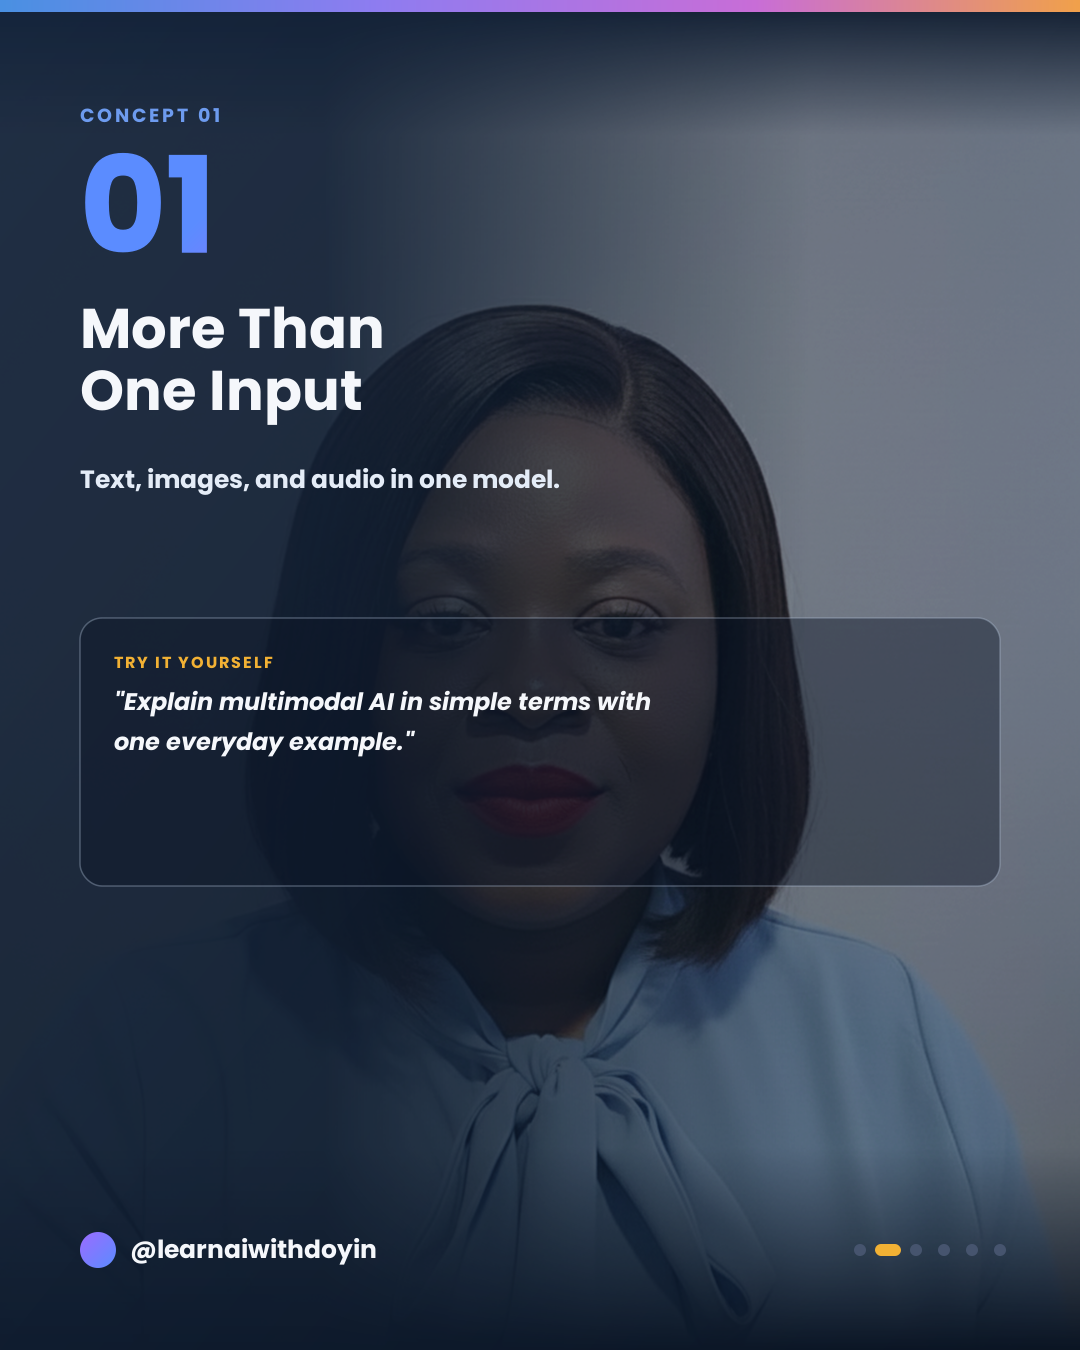 CONCEPT 01
01
More Than
One Input
Text, images, and audio in one model.
TRY IT YOURSELF
"Explain multimodal AI in simple terms with
one everyday example."
@learnaiwithdoyin